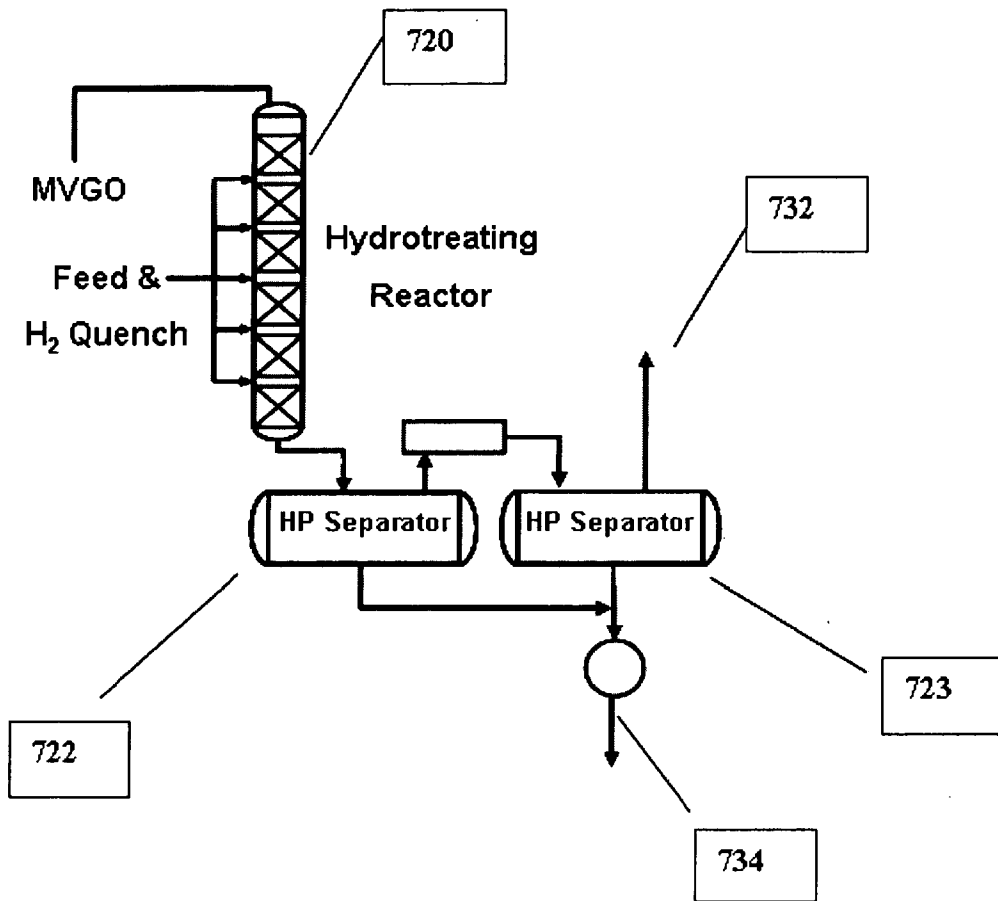 720
MVGO
732
Hydrotreating
Reactor
Feed &
H₂ Quench
HP Separator
HP Separator
723
722
734